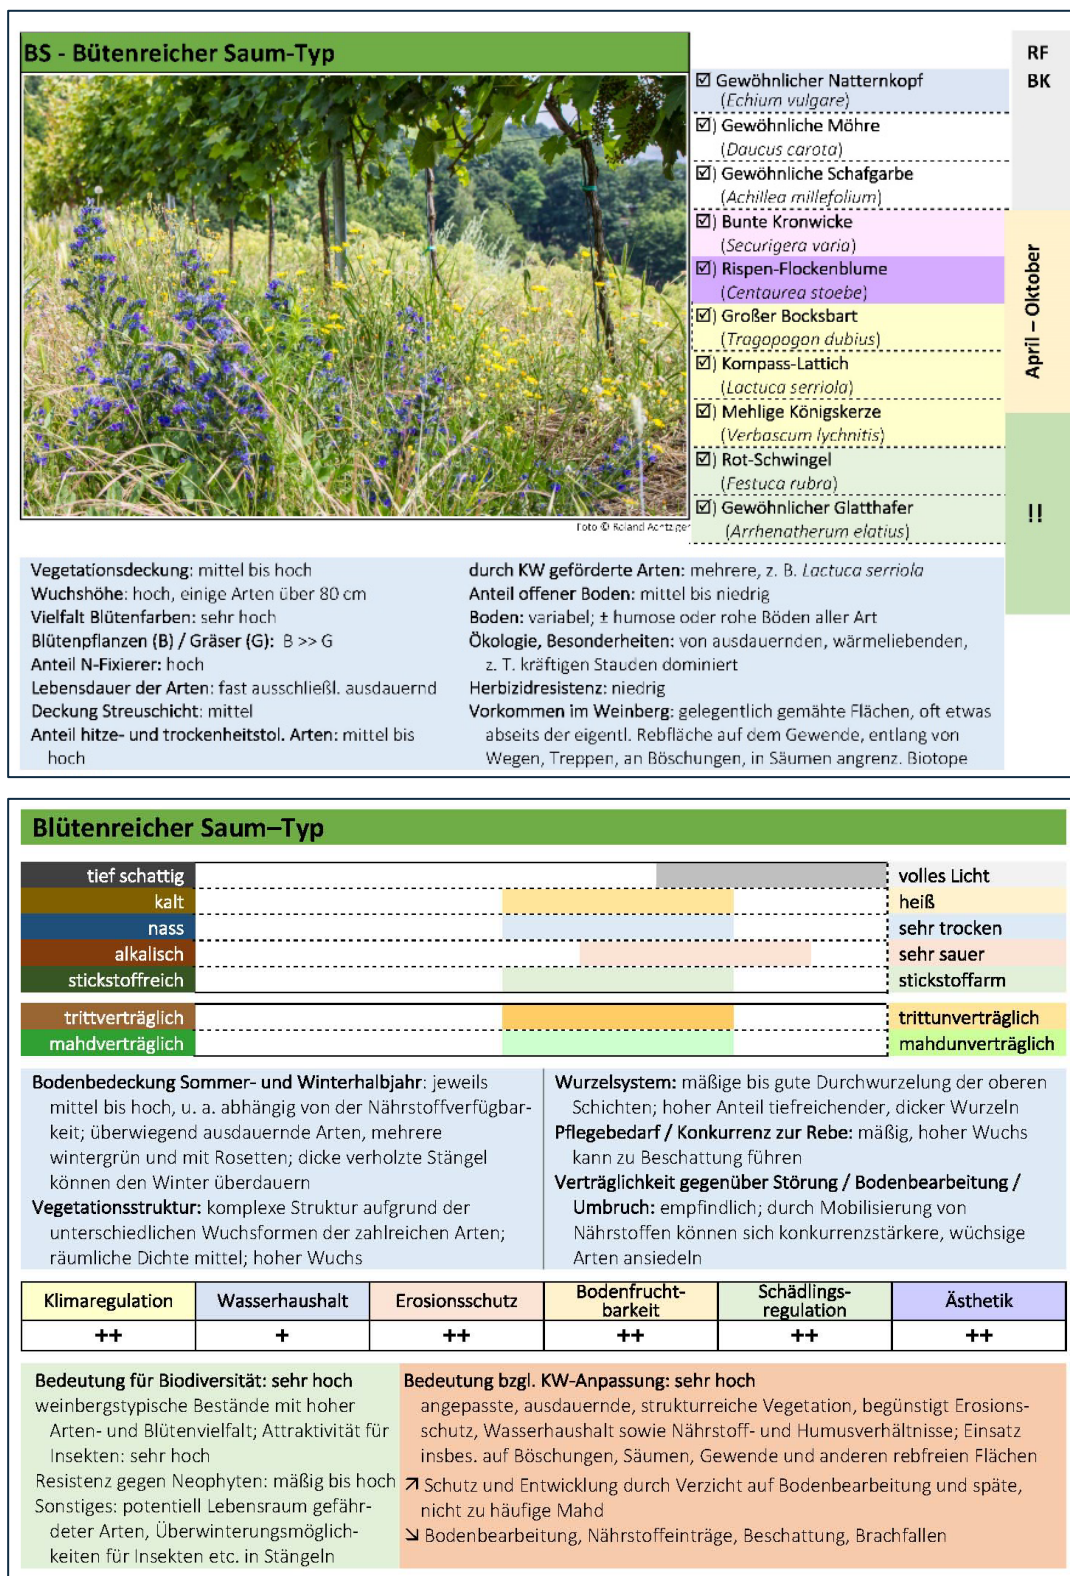 BS - Bütenreicher Saum-Typ
RF
BK
☑ Gewöhnlicher Natternkopf
(Echium vulgare)
☑) Gewöhnliche Möhre
(Daucus carota)
☑) Gewöhnliche Schafgarbe
(Achillea millefolium)
☑) Bunte Kronwicke
(Securigera varia)
☑) Rispen-Flockenblume
(Centaurea stoebe)
☑) Großer Bocksbart
(Tragopogon dubius)
☑) Kompass-Lattich
(Lactuca serriola)
☑) Mehlige Königskerze
(Verbascum lychnitis)
☑) Rot-Schwingel
(Festuca rubra)
☑) Gewöhnlicher Glatthafer
(Arrhenatherum elatius)
April – Oktober
!!
Foto © Roland Achtziger
Vegetationsdeckung: mittel bis hoch
Wuchshöhe: hoch, einige Arten über 80 cm
Vielfalt Blütenfarben: sehr hoch
Blütenpflanzen (B) / Gräser (G): B >> G
Anteil N-Fixierer: hoch
Lebensdauer der Arten: fast ausschließl. ausdauernd
Deckung Streuschicht: mittel
Anteil hitze- und trockenheitstol. Arten: mittel bis
hoch
durch KW geförderte Arten: mehrere, z. B. Lactuca serriola
Anteil offener Boden: mittel bis niedrig
Boden: variabel; ± humose oder rohe Böden aller Art
Ökologie, Besonderheiten: von ausdauernden, wärmeliebenden,
z. T. kräftigen Stauden dominiert
Herbizidresistenz: niedrig
Vorkommen im Weinberg: gelegentlich gemähte Flächen, oft etwas
abseits der eigentl. Rebfläche auf dem Gewende, entlang von
Wegen, Treppen, an Böschungen, in Säumen angrenz. Biotope
Blütenreicher Saum–Typ
tief schattig volles Licht
kalt heiß
nass sehr trocken
alkalisch sehr sauer
stickstoffreich stickstoffarm
trittverträglich trittunverträglich
mahdverträglich mahdunverträglich
Bodenbedeckung Sommer- und Winterhalbjahr: jeweils
mittel bis hoch, u. a. abhängig von der Nährstoffverfügbar-
keit; überwiegend ausdauernde Arten, mehrere
wintergrün und mit Rosetten; dicke verholzte Stängel
können den Winter überdauern
Vegetationsstruktur: komplexe Struktur aufgrund der
unterschiedlichen Wuchsformen der zahlreichen Arten;
räumliche Dichte mittel; hoher Wuchs
Wurzelsystem: mäßige bis gute Durchwurzelung der oberen
Schichten; hoher Anteil tiefreichender, dicker Wurzeln
Pflegebedarf / Konkurrenz zur Rebe: mäßig, hoher Wuchs
kann zu Beschattung führen
Verträglichkeit gegenüber Störung / Bodenbearbeitung /
Umbruch: empfindlich; durch Mobilisierung von
Nährstoffen können sich konkurrenzstärkere, wüchsige
Arten ansiedeln
Klimaregulation Wasserhaushalt Erosionsschutz Bodenfrucht-
barkeit Schädlings-
regulation Ästhetik
++ + ++ ++ ++ ++
Bedeutung für Biodiversität: sehr hoch
weinbergstypische Bestände mit hoher
Arten- und Blütenvielfalt; Attraktivität für
Insekten: sehr hoch
Resistenz gegen Neophyten: mäßig bis hoch
Sonstiges: potentiell Lebensraum gefähr-
deter Arten, Überwinterungsmöglich-
keiten für Insekten etc. in Stängeln
Bedeutung bzgl. KW-Anpassung: sehr hoch
angepasste, ausdauernde, strukturreiche Vegetation, begünstigt Erosions-
schutz, Wasserhaushalt sowie Nährstoff- und Humusverhältnisse; Einsatz
insbes. auf Böschungen, Säumen, Gewende und anderen rebfreien Flächen
↗ Schutz und Entwicklung durch Verzicht auf Bodenbearbeitung und späte,
nicht zu häufige Mahd
↘ Bodenbearbeitung, Nährstoffeinträge, Beschattung, Brachfallen